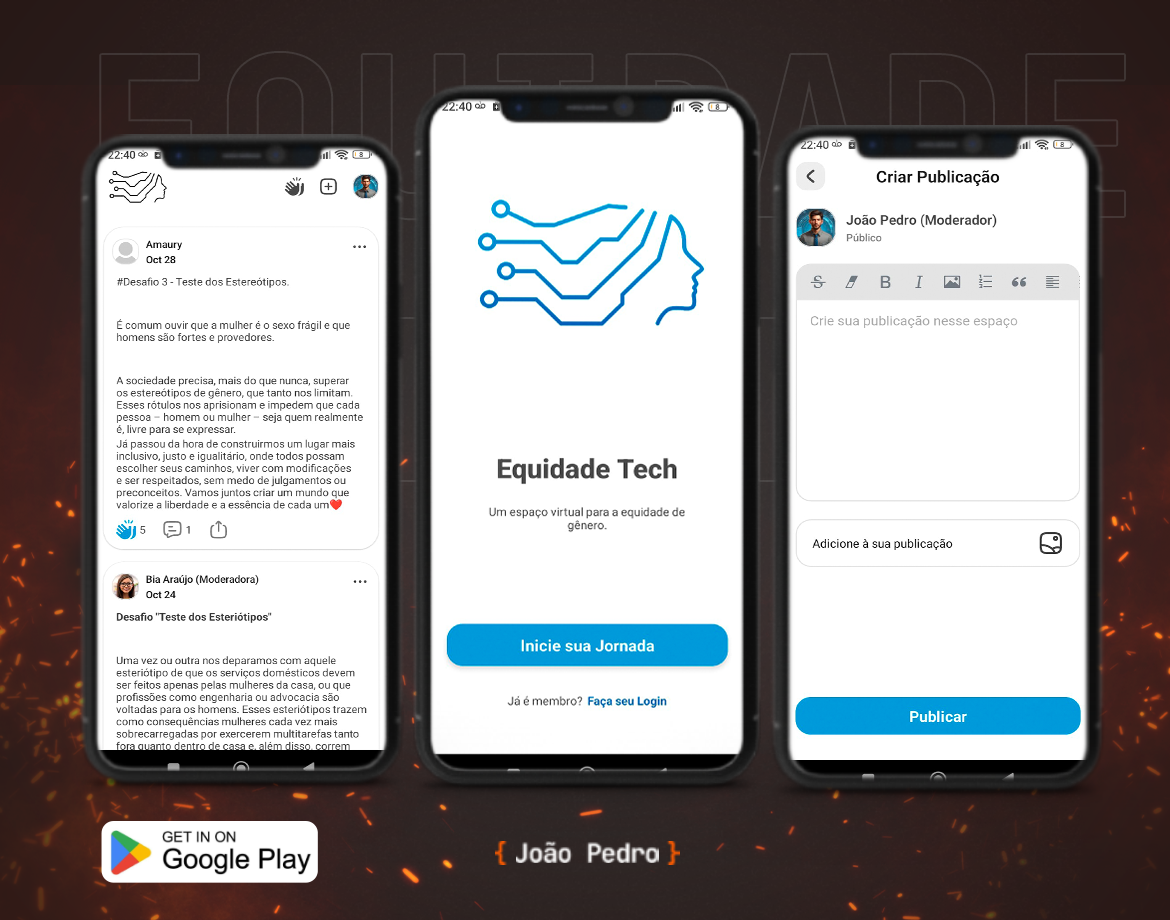 EQUIDADE
22:40
8
Amaury
Oct 28
#Desafio 3 - Teste dos Estereótipos.
É comum ouvir que a mulher é o sexo frágil e que
homens são fortes e provedores.
A sociedade precisa, mais do que nunca, superar
os estereótipos de gênero, que tanto nos limitam.
Esses rótulos nos aprisionam e impedem que cada
pessoa – homem ou mulher – seja quem realmente
é, livre para se expressar.
Já passou da hora de construirmos um lugar mais
inclusivo, justo e igualitário, onde todos possam
escolher seus caminhos, viver com modificações
e ser respeitados, sem medo de julgamentos ou
preconceitos. Vamos juntos criar um mundo que
valorize a liberdade e a essência de cada um❤️
5 1
Bia Araújo (Moderadora)
Oct 24
Desafio "Teste dos Esteriótipos"
Uma vez ou outra nos deparamos com aquele
esteriótipo de que os serviços domésticos devem
ser feitos apenas pelas mulheres da casa, ou que
profissões como engenharia ou advocacia são
voltadas para os homens. Esses esteriótipos trazem
como consequências mulheres cada vez mais
sobrecarregadas por exercerem multitarefas tanto
fora quanto dentro de casa e, além disso, correm
22:40
8
Equidade Tech
Um espaço virtual para a equidade de
gênero.
Inicie sua Jornada
Já é membro? Faça seu Login
22:40
8
Criar Publicação
João Pedro (Moderador)
Público
S B I
Crie sua publicação nesse espaço
Adicione à sua publicação
Publicar
GET IN ON
Google Play
{ João Pedro }